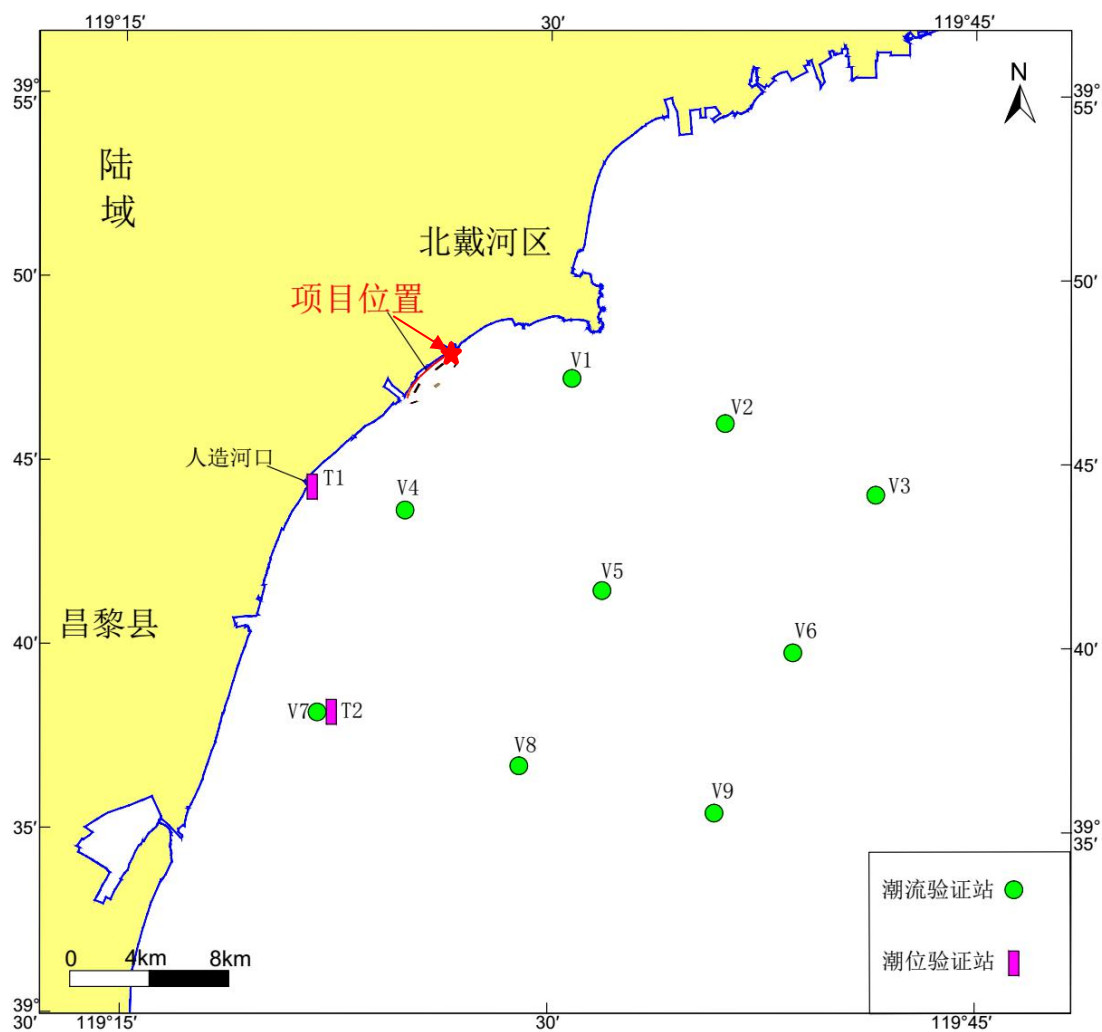 119°15′
30′
119°45′
N
39°
55′
39°
55′
陆
域
北戴河区
50′
50′
项目位置
V1
V2
人造河口
45′
45′
T1
V4
V3
V5
昌黎县
V6
40′
40′
V7
T2
V8
V9
35′
39°
35′
潮流验证站
0
4km
8km
潮位验证站
39°
30′
119°15′
30′
119°45′